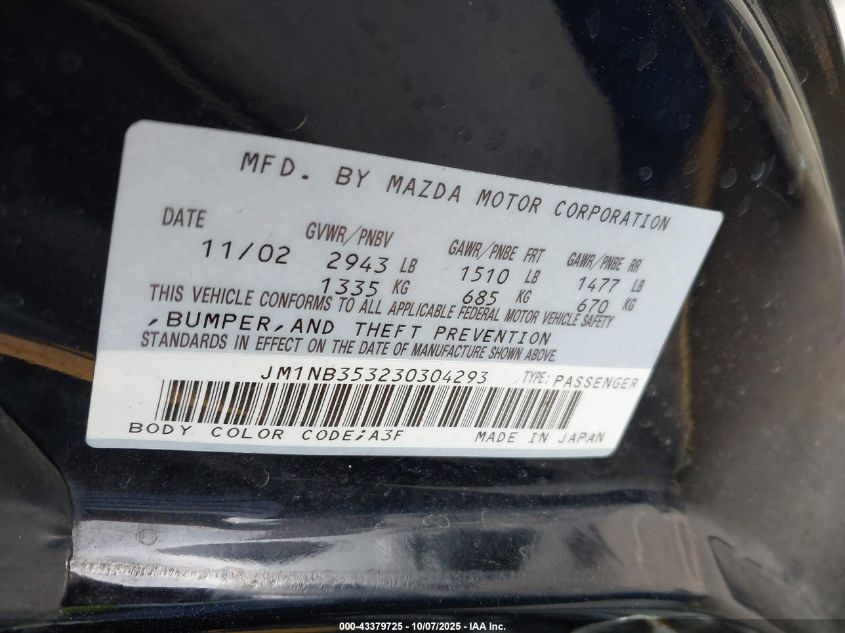 MFD. BY MAZDA MOTOR CORPORATION
DATE GVWR/PNBV GAWR/PNBE FRT GAWR/PNBE RR
11/02 2943 LB 1510 LB 1477 LB
1335 KG 685 KG 670 KG
THIS VEHICLE CONFORMS TO ALL APPLICABLE FEDERAL MOTOR VEHICLE SAFETY
,BUMPER,AND THEFT PREVENTION
STANDARDS IN EFFECT ON THE DATE OF MANUFACTURE SHOWN ABOVE.
JM1NB353230304293 TYPE: PASSENGER
BODY COLOR CODE;A3F MADE IN JAPAN
000-43379725 - 10/07/2025 - IAA Inc.